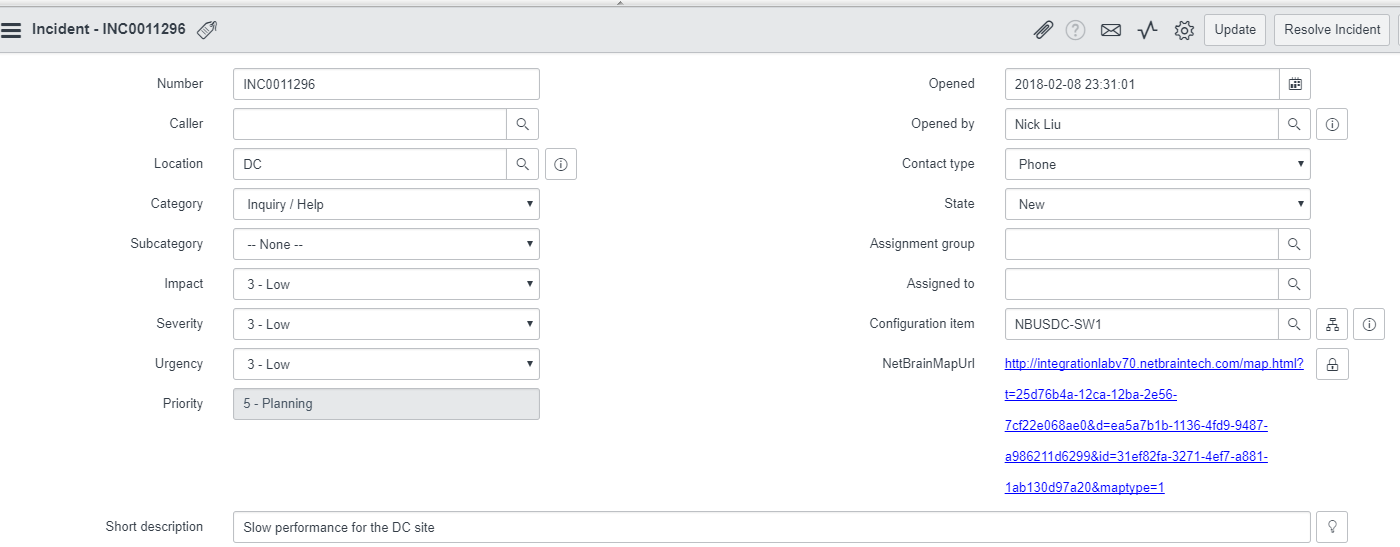 Incident - INC0011296
Update
Resolve Incident
Number
INC0011296
Caller
Location
DC
Category
Inquiry / Help
Subcategory
-- None --
Impact
3 - Low
Severity
3 - Low
Urgency
3 - Low
Priority
5 - Planning
Opened
2018-02-08 23:31:01
Opened by
Nick Liu
Contact type
Phone
State
New
Assignment group
Assigned to
Configuration item
NBUSDC-SW1
NetBrainMapUrl
http://integrationlabv70.netbraintech.com/map.html?
t=25d76b4a-12ca-12ba-2e56-
7cf22e068ae0&d=ea5a7b1b-1136-4fd9-9487-
a986211d6299&id=31ef82fa-3271-4ef7-a881-
1ab130d97a20&maptype=1
Short description
Slow performance for the DC site